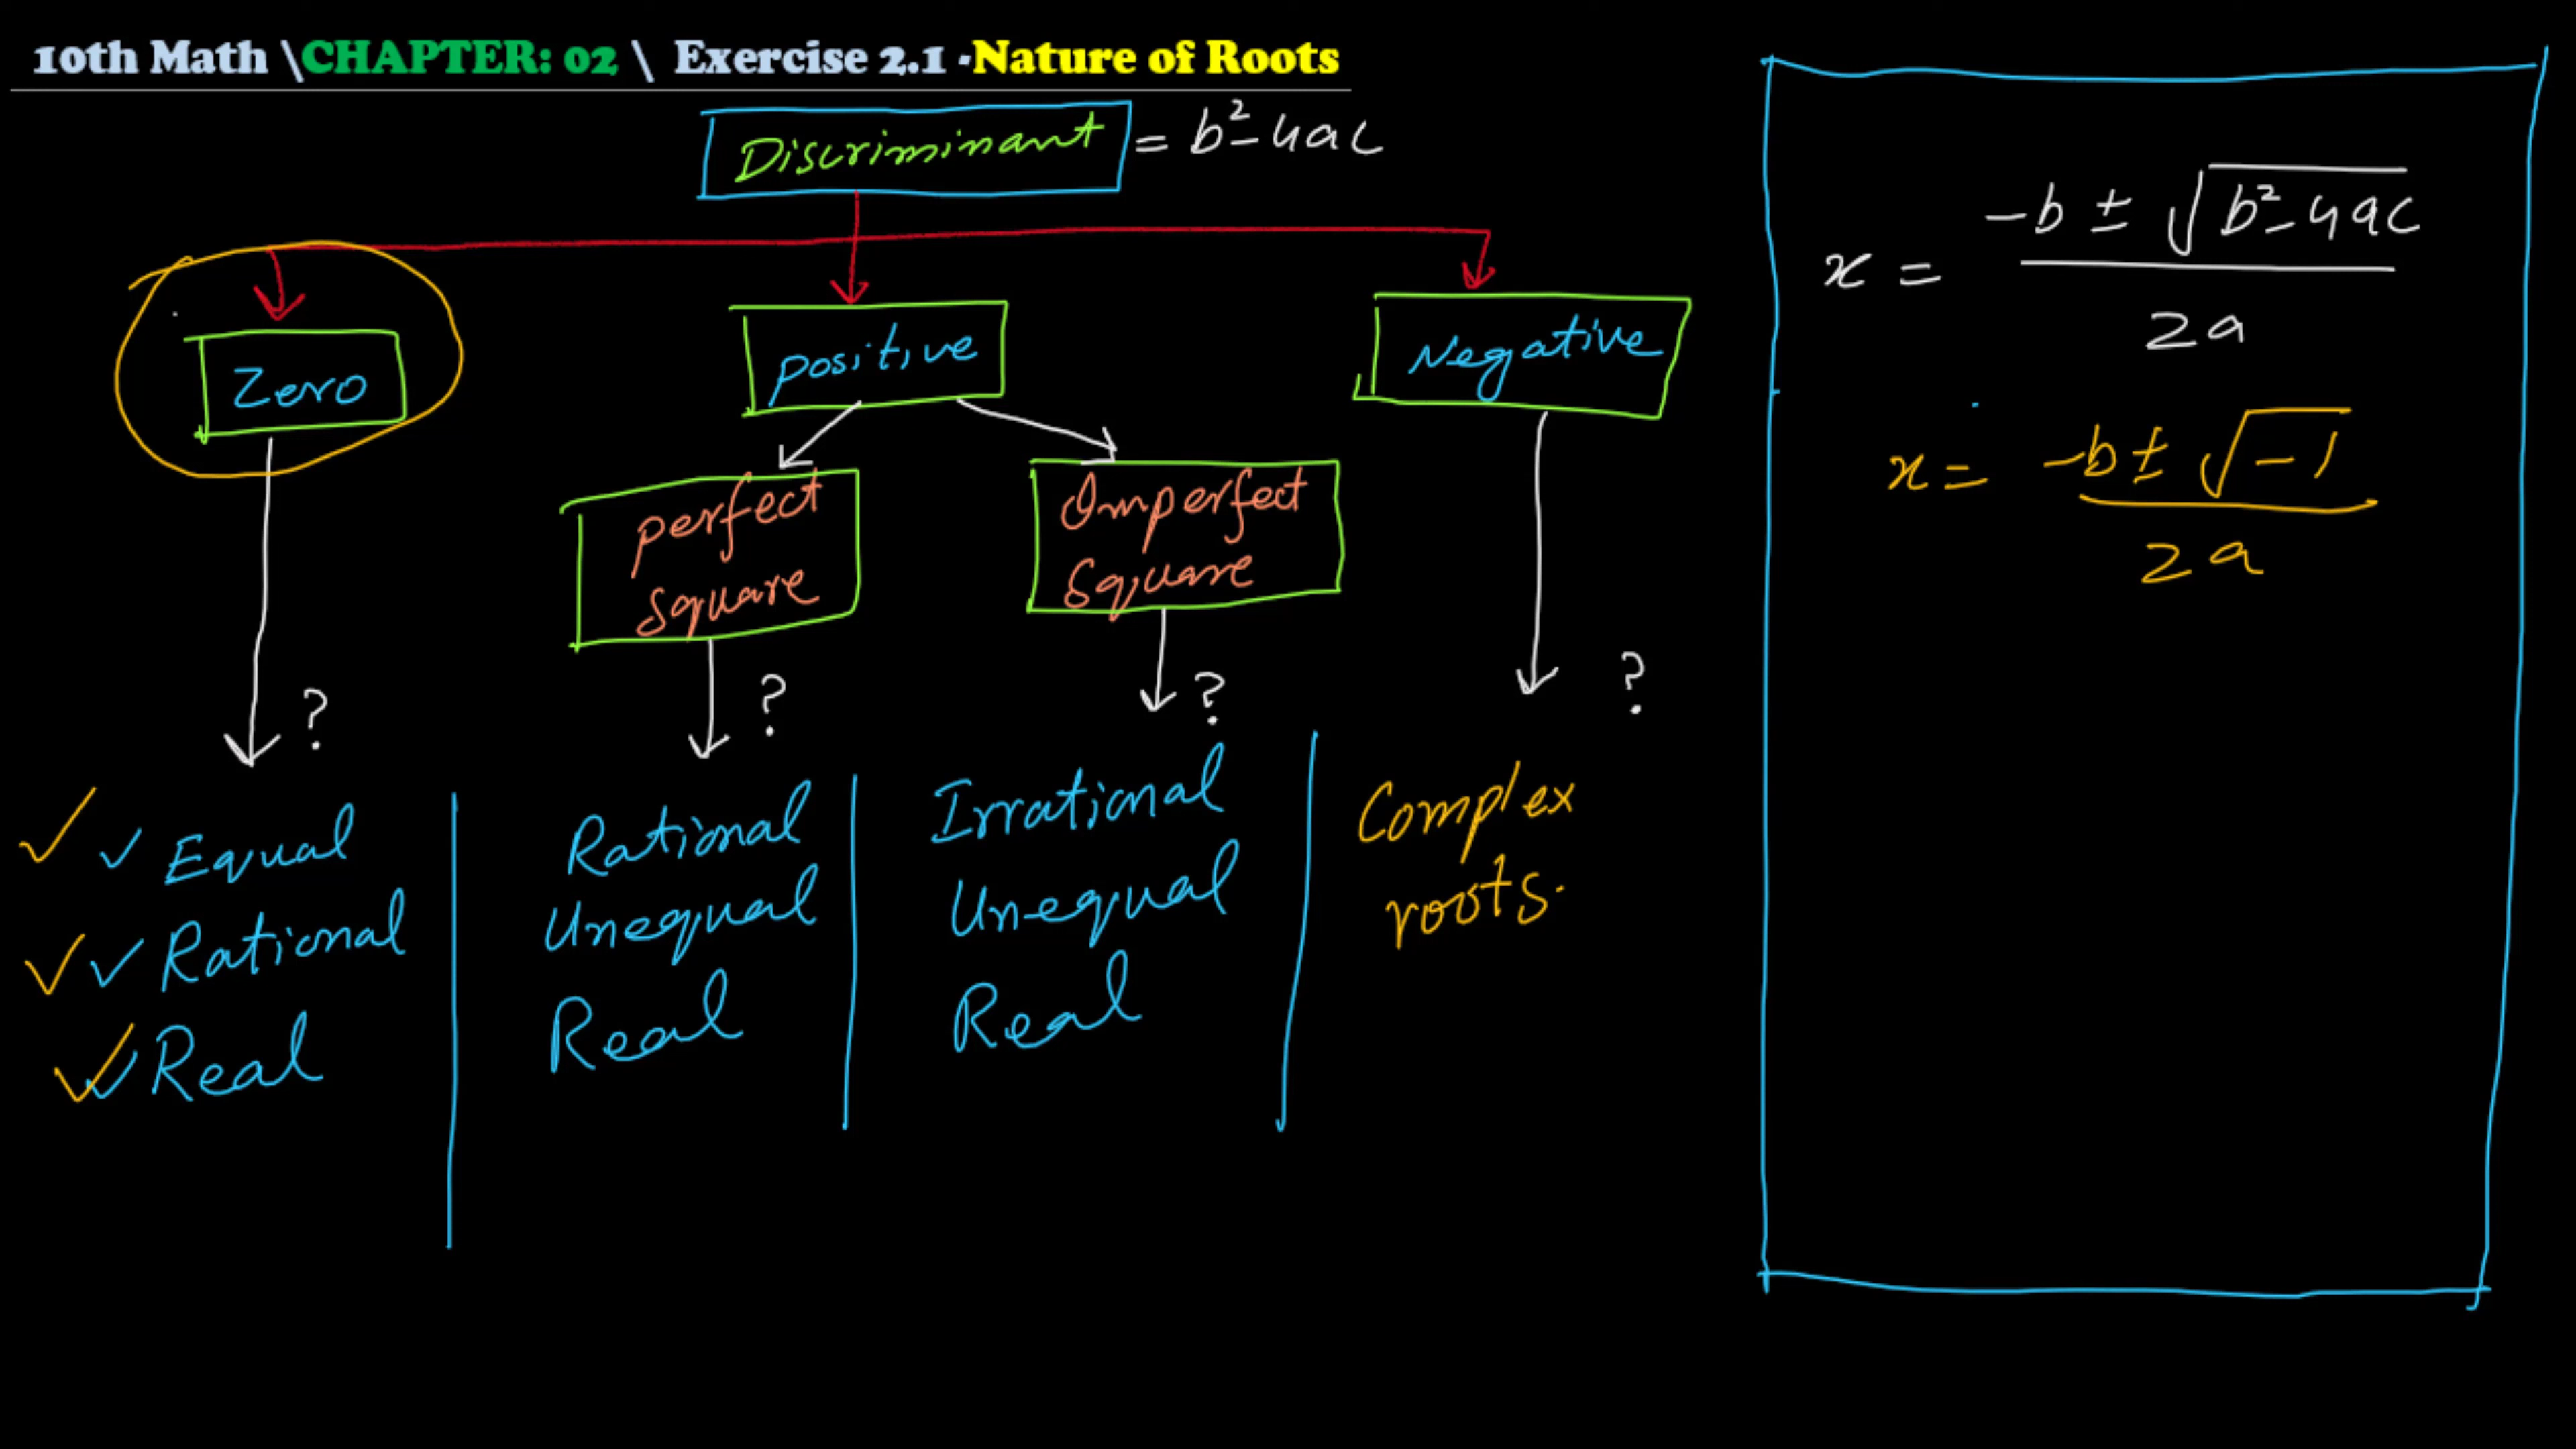 10th Math \CHAPTER: 02 \ Exercise 2.1 -Nature of Roots
Discriminant = b²-4ac
Zero
positive
Negative
perfect
square
Imperfect
square
?
?
?
?
✓ ✓ Equal
✓ ✓ Rational
✓ ✓ Real
Rational
Unequal
Real
Irrational
Unequal
Real
Complex
roots.
x = -b ± √b²-4ac
2a
x = -b ± √-1
2a